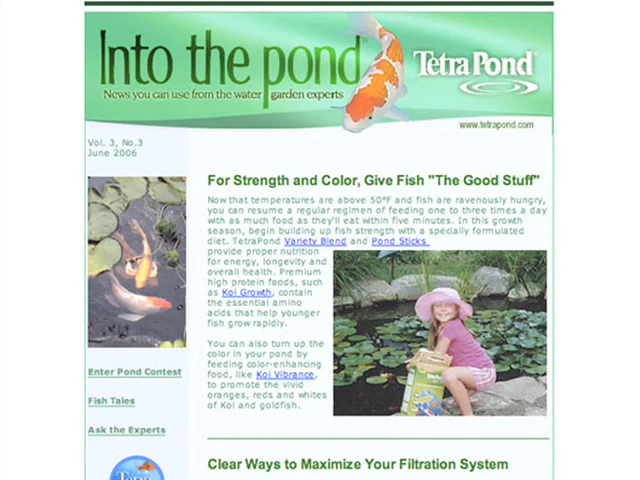 Into the pond
News you can use from the water garden experts
Tetra Pond
www.tetrapond.com
Vol. 3, No.3
June 2006
Enter Pond Contest
Fish Tales
Ask the Experts
Tetra
For Strength and Color, Give Fish "The Good Stuff"
Now that temperatures are above 50°F and fish are ravenously hungry,
you can resume a regular regimen of feeding one to three times a day
with as much food as they'll eat within five minutes. In this growth
season, begin building up fish strength with a specially formulated
diet. TetraPond Variety Blend and Pond Sticks
provide proper nutrition
for energy, longevity and
overall health. Premium
high protein foods, such
as Koi Growth, contain
the essential amino
acids that help younger
fish grow rapidly.
You can also turn up the
color in your pond by
feeding color-enhancing
food, like Koi Vibrance,
to promote the vivid
oranges, reds and whites
of Koi and goldfish.
Clear Ways to Maximize Your Filtration System